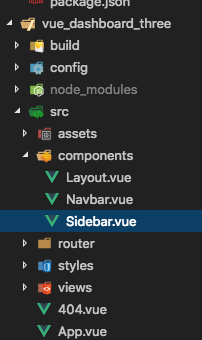 package.json
vue_dashboard_three
build
config
node_modules
src
assets
components
Layout.vue
Navbar.vue
Sidebar.vue
router
styles
views
404.vue
App.vue